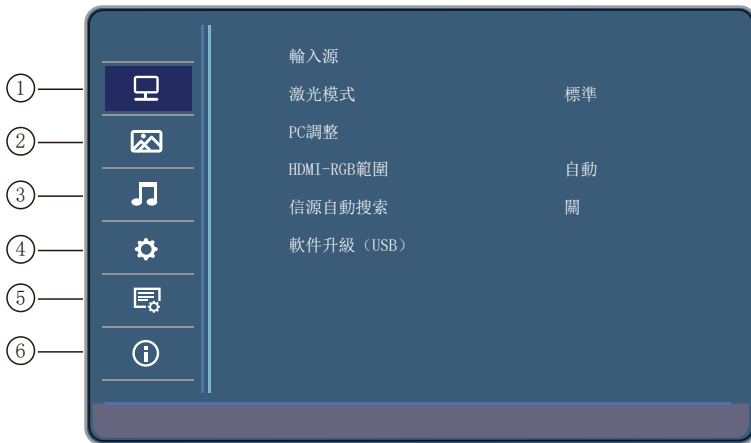 輸入源
① 激光模式 標準
② PC調整
HDMI-RGB範圍 自動
③ 信源自動搜索 關
④ 軟件升級（USB）
⑤
⑥